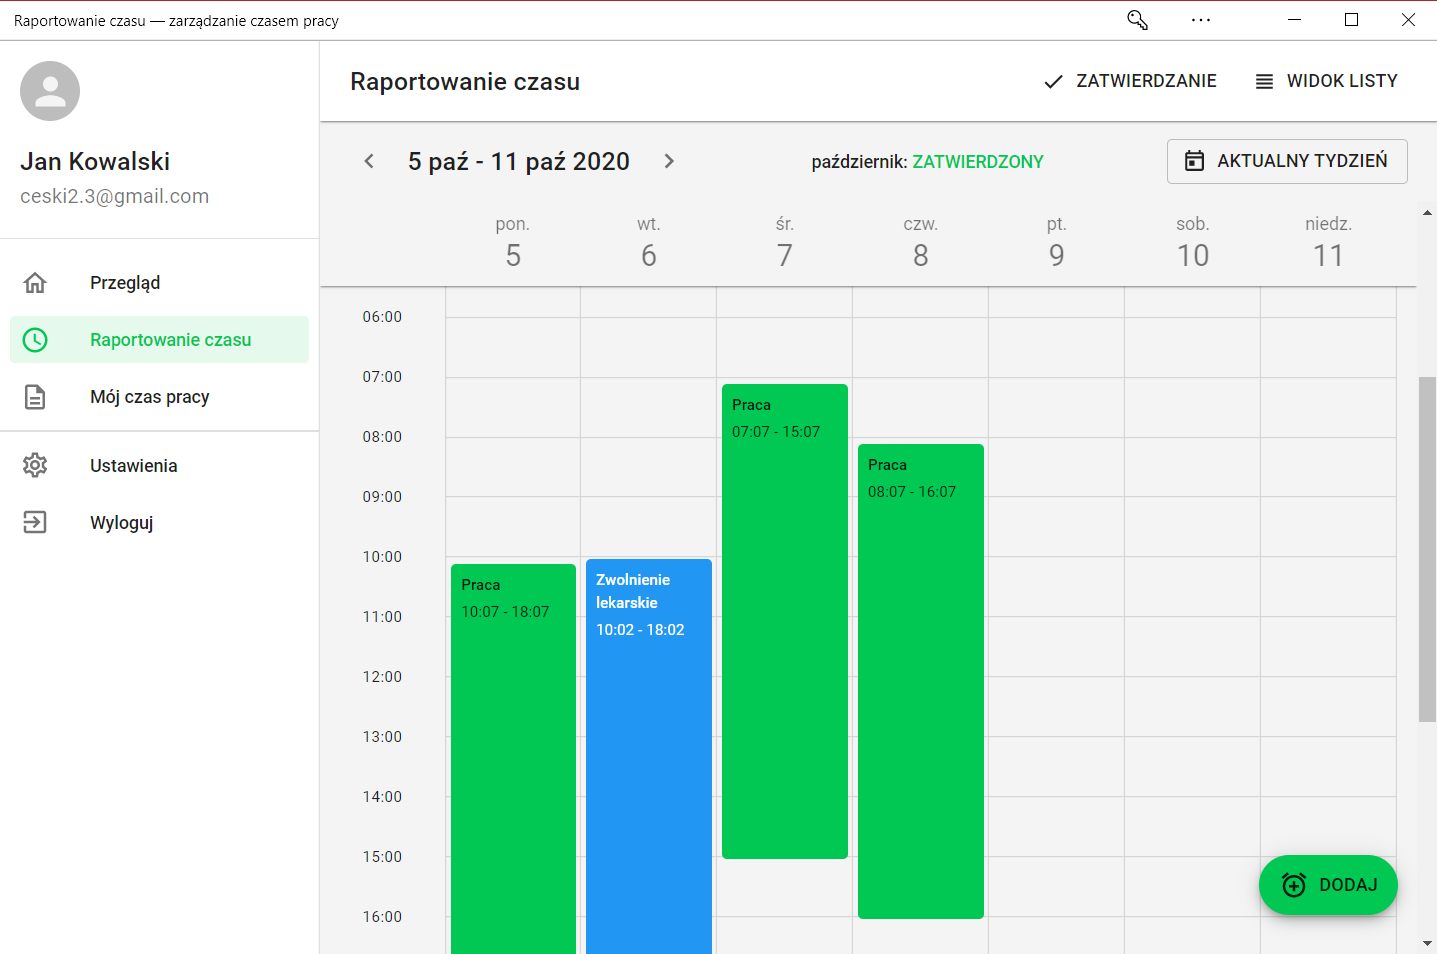 Raportowanie czasu — zarządzanie czasem pracy
Jan Kowalski
ceski2.3@gmail.com
Przegląd
Raportowanie czasu
Mój czas pracy
Ustawienia
Wyloguj
Raportowanie czasu
ZATWIERDZANIE
WIDOK LISTY
5 paź - 11 paź 2020
październik: ZATWIERDZONY
AKTUALNY TYDZIEŃ
pon.
5
wt.
6
śr.
7
czw.
8
pt.
9
sob.
10
niedz.
11
06:00
07:00
08:00
09:00
10:00
11:00
12:00
13:00
14:00
15:00
16:00
Praca
10:07 - 18:07
Zwolnienie
lekarskie
10:02 - 18:02
Praca
07:07 - 15:07
Praca
08:07 - 16:07
DODAJ